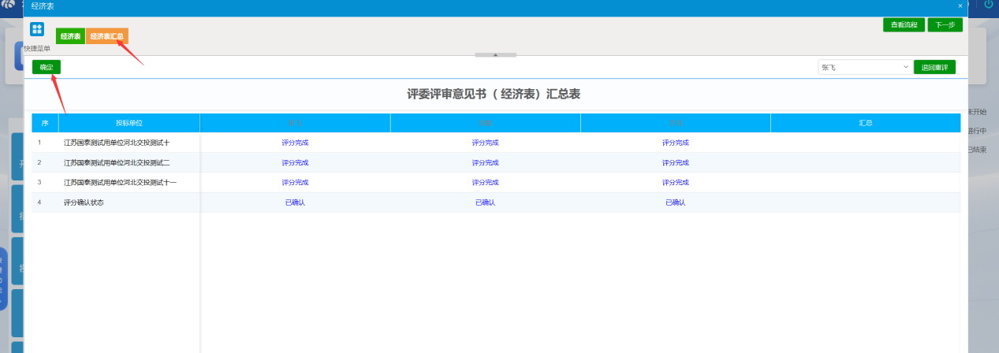 经济表 ×
查看流程 下一步
经济表 经济表汇总
快捷菜单
确定 张飞 退回重评
评委评审意见书（ 经济表）汇总表
序 投标单位 汇总
1 江苏国泰测试用单位河北交投测试十 评分完成 评分完成 评分完成
2 江苏国泰测试用单位河北交投测试二 评分完成 评分完成 评分完成
3 江苏国泰测试用单位河北交投测试十一 评分完成 评分完成 评分完成
4 评分确认状态 已确认 已确认 已确认
未开始
进行中
已结束